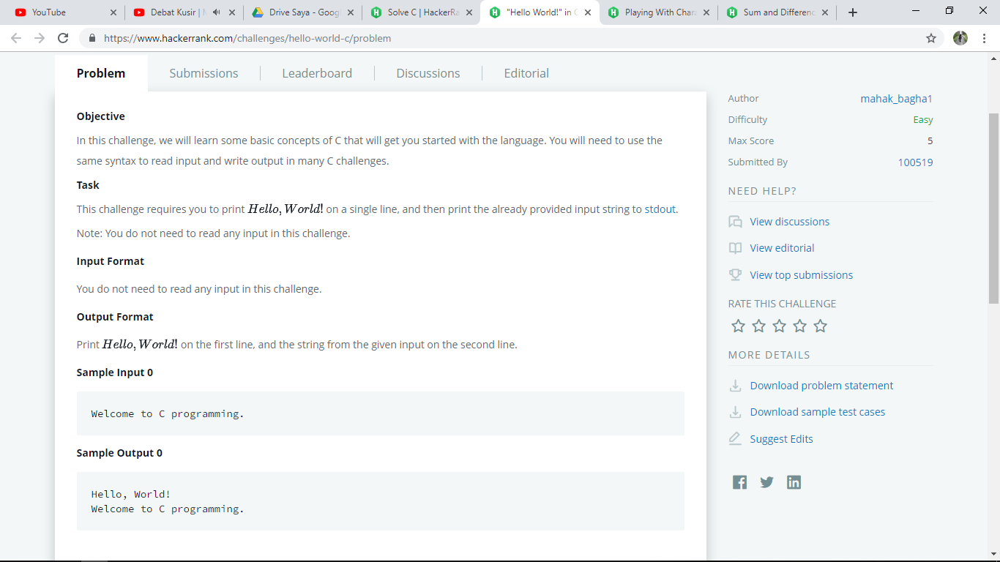 YouTube
Debat Kusir |
Drive Saya - Goog
Solve C | HackerRa
"Hello World!" in C
Playing With Chara
Sum and Differenc
https://www.hackerrank.com/challenges/hello-world-c/problem
Problem Submissions Leaderboard Discussions Editorial
Objective
In this challenge, we will learn some basic concepts of C that will get you started with the language. You will need to use the
same syntax to read input and write output in many C challenges.
Task
This challenge requires you to print Hello, World! on a single line, and then print the already provided input string to stdout.
Note: You do not need to read any input in this challenge.
Input Format
You do not need to read any input in this challenge.
Output Format
Print Hello, World! on the first line, and the string from the given input on the second line.
Sample Input 0
Welcome to C programming.
Sample Output 0
Hello, World!
Welcome to C programming.
Author mahak_bagha1
Difficulty Easy
Max Score 5
Submitted By 100519
NEED HELP?
View discussions
View editorial
View top submissions
RATE THIS CHALLENGE
MORE DETAILS
Download problem statement
Download sample test cases
Suggest Edits